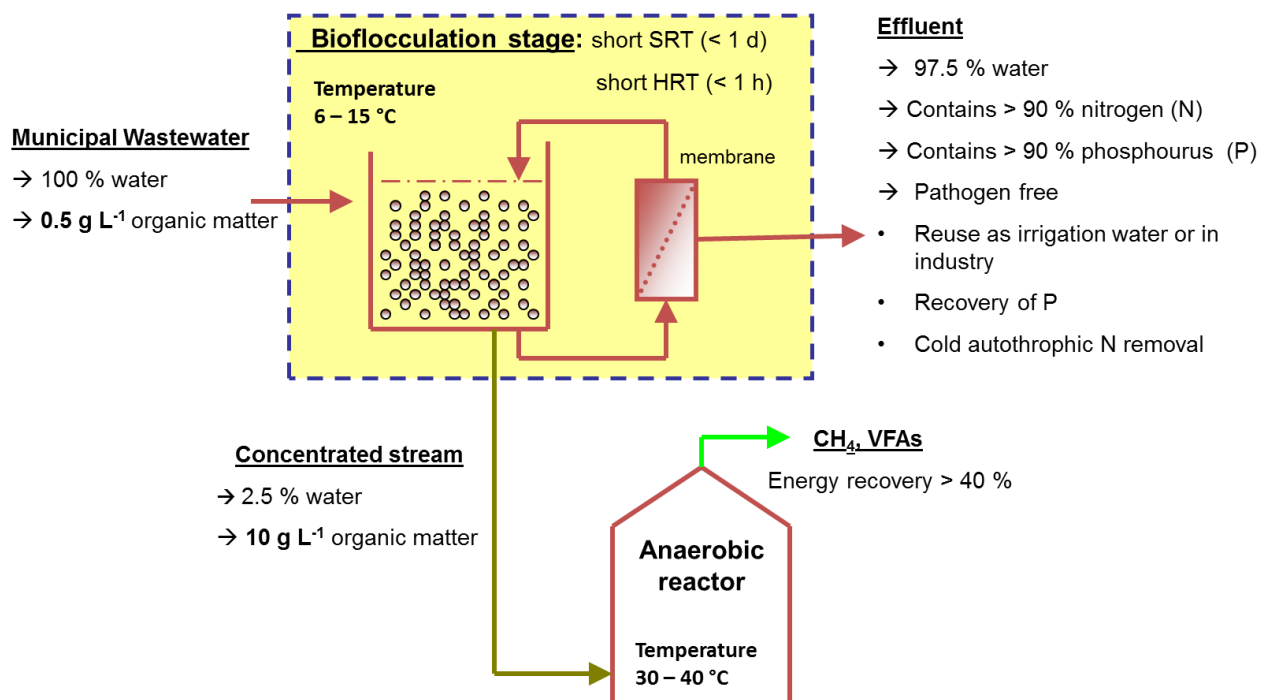 Bioflocculation stage: short SRT (< 1 d)
short HRT (< 1 h)
Temperature
6 – 15 °C
membrane
Municipal Wastewater
→ 100 % water
→ 0.5 g L⁻¹ organic matter
Effluent
→ 97.5 % water
→ Contains > 90 % nitrogen (N)
→ Contains > 90 % phosphourus (P)
→ Pathogen free
• Reuse as irrigation water or in
industry
• Recovery of P
• Cold autothrophic N removal
Concentrated stream
→ 2.5 % water
→ 10 g L⁻¹ organic matter
CH₄, VFAs
Energy recovery > 40 %
Anaerobic
reactor
Temperature
30 – 40 °C